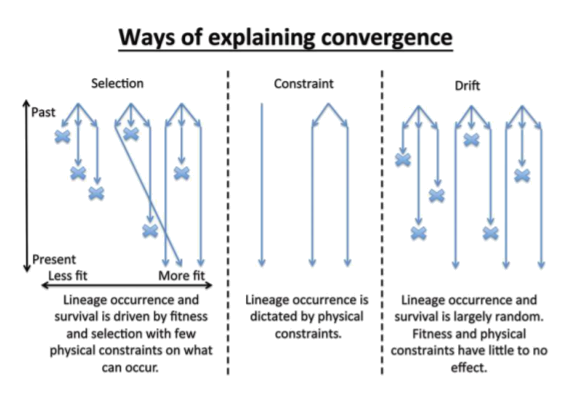 Ways of explaining convergence
Selection
Constraint
Drift
Past
Present
Less fit
More fit
Lineage occurrence and
survival is driven by fitness
and selection with few
physical constraints on what
can occur.
Lineage occurrence is
dictated by physical
constraints.
Lineage occurrence and
survival is largely random.
Fitness and physical
constraints have little to no
effect.